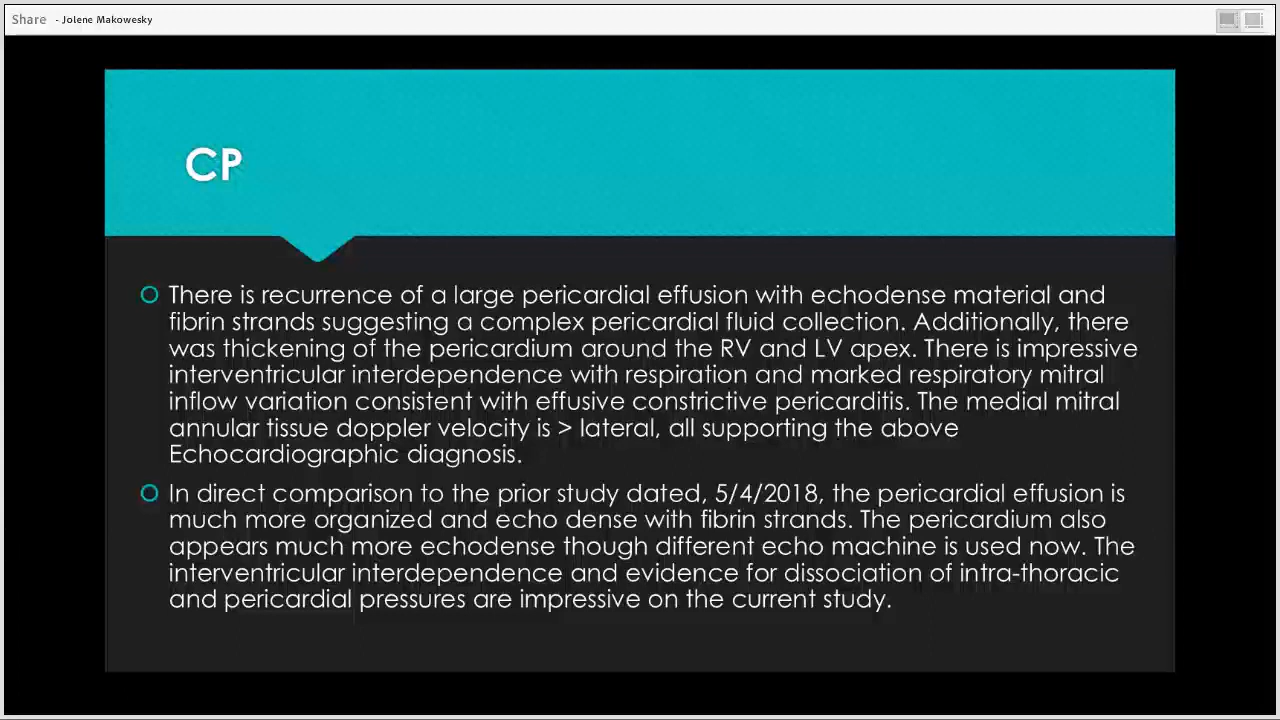 Share - Jolene Makowesky
CP
There is recurrence of a large pericardial effusion with echodense material and
fibrin strands suggesting a complex pericardial fluid collection. Additionally, there
was thickening of the pericardium around the RV and LV apex. There is impressive
interventricular interdependence with respiration and marked respiratory mitral
inflow variation consistent with effusive constrictive pericarditis. The medial mitral
annular tissue doppler velocity is > lateral, all supporting the above
Echocardiographic diagnosis.
In direct comparison to the prior study dated, 5/4/2018, the pericardial effusion is
much more organized and echo dense with fibrin strands. The pericardium also
appears much more echodense though different echo machine is used now. The
interventricular interdependence and evidence for dissociation of intra-thoracic
and pericardial pressures are impressive on the current study.